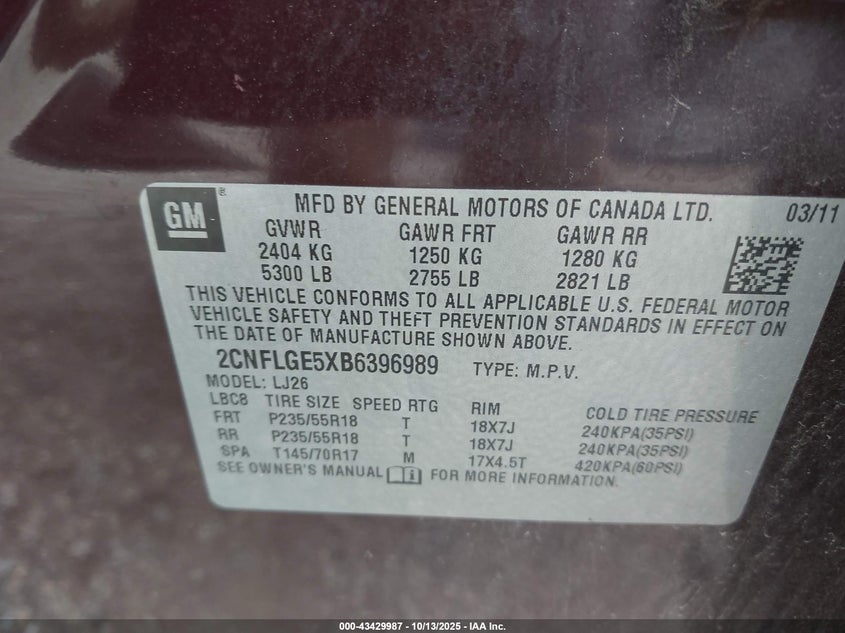 GM® MFD BY GENERAL MOTORS OF CANADA LTD. 03/11
GVWR GAWR FRT GAWR RR
2404 KG 1250 KG 1280 KG
5300 LB 2755 LB 2821 LB
THIS VEHICLE CONFORMS TO ALL APPLICABLE U.S. FEDERAL MOTOR
VEHICLE SAFETY AND THEFT PREVENTION STANDARDS IN EFFECT ON
THE DATE OF MANUFACTURE SHOWN ABOVE.
2CNFLGE5XB6396989 TYPE: M.P.V.
MODEL: LJ26
LBC8 TIRE SIZE SPEED RTG RIM COLD TIRE PRESSURE
FRT P235/55R18 T 18X7J 240KPA(35PSI)
RR P235/55R18 T 18X7J 240KPA(35PSI)
SPA T145/70R17 M 17X4.5T 420KPA(60PSI)
SEE OWNER'S MANUAL FOR MORE INFORMATION.
000-43429987 - 10/13/2025 - IAA Inc.